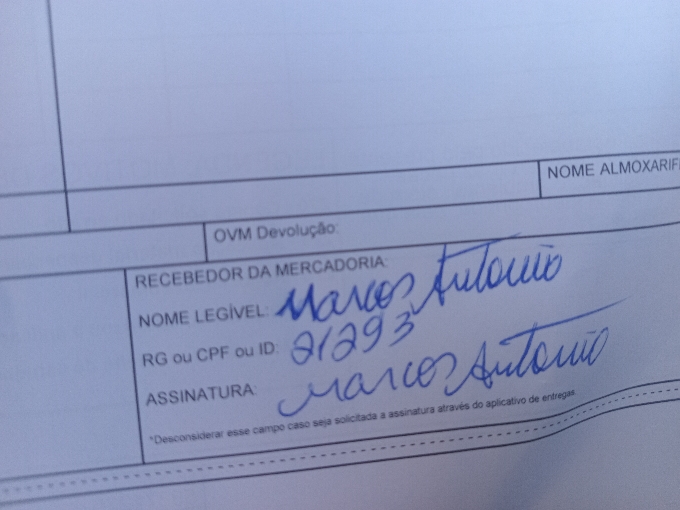 NOME ALMOXARIF
OVM Devolução:
RECEBEDOR DA MERCADORIA:
NOME LEGÍVEL: Marcos Antonio
RG ou CPF ou ID: 21293
ASSINATURA: Marcos Antonio
*Desconsiderar esse campo caso seja solicitada a assinatura através do aplicativo de entregas.